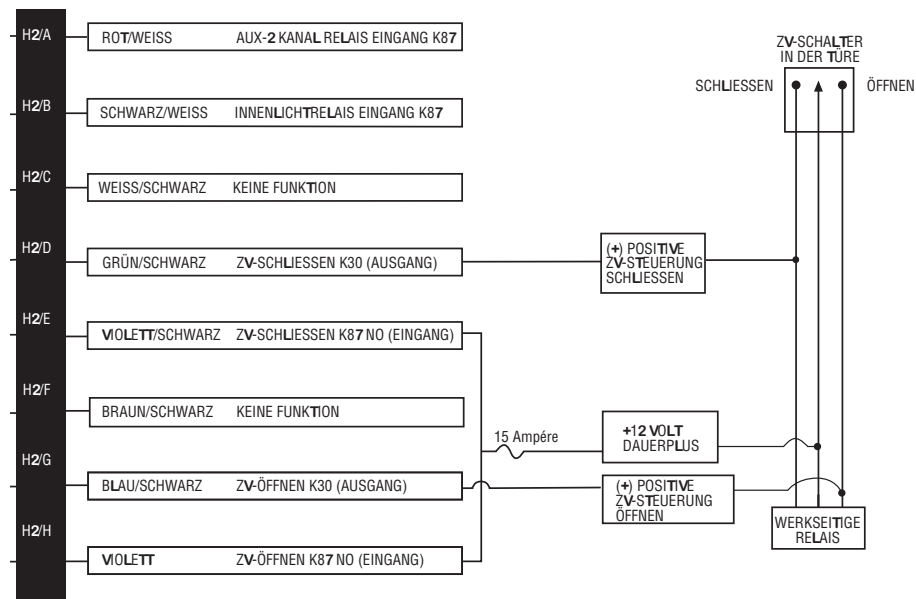 H2/A
ROT/WEISS AUX-2 KANAL RELAIS EINGANG K87
ZV-SCHALTER
IN DER TÜRE
SCHLIESSEN
ÖFFNEN
H2/B
SCHWARZ/WEISS INNENLICHTRELAIS EINGANG K87
H2/C
WEISS/SCHWARZ KEINE FUNKTION
H2/D
GRÜN/SCHWARZ ZV-SCHLIESSEN K30 (AUSGANG)
(+) POSITIVE
ZV-STEUERUNG
SCHLIESSEN
H2/E
VIOLETT/SCHWARZ ZV-SCHLIESSEN K87 NO (EINGANG)
H2/F
BRAUN/SCHWARZ KEINE FUNKTION
15 Ampére
+12 VOLT
DAUERPLUS
H2/G
BLAU/SCHWARZ ZV-ÖFFNEN K30 (AUSGANG)
(+) POSITIVE
ZV-STEUERUNG
ÖFFNEN
WERKSEITIGE
RELAIS
H2/H
VIOLETT ZV-ÖFFNEN K87 NO (EINGANG)